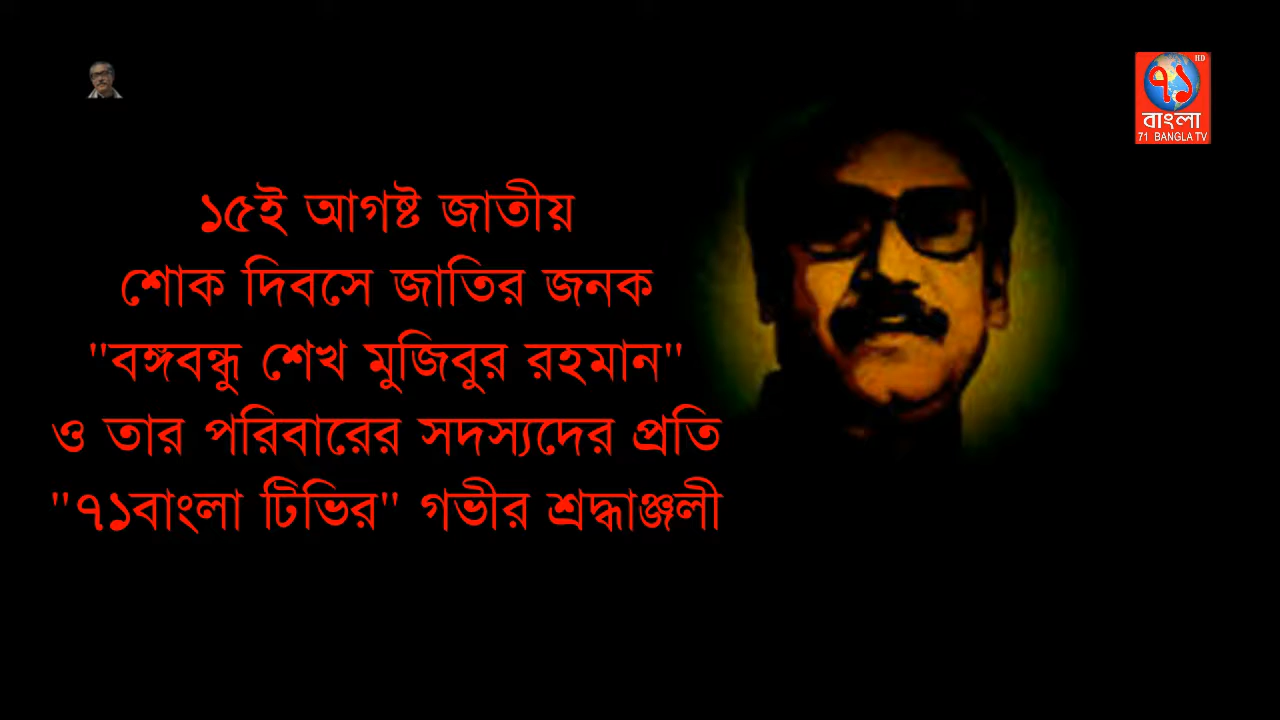 ১৫ই আগষ্ট জাতীয়
শোক দিবসে জাতির জনক
"বঙ্গবন্ধু শেখ মুজিবুর রহমান"
ও তার পরিবারের সদস্যদের প্রতি
"৭১বাংলা টিভির" গভীর শ্রদ্ধাঞ্জলী
HD
৭১
বাংলা
71 BANGLA TV